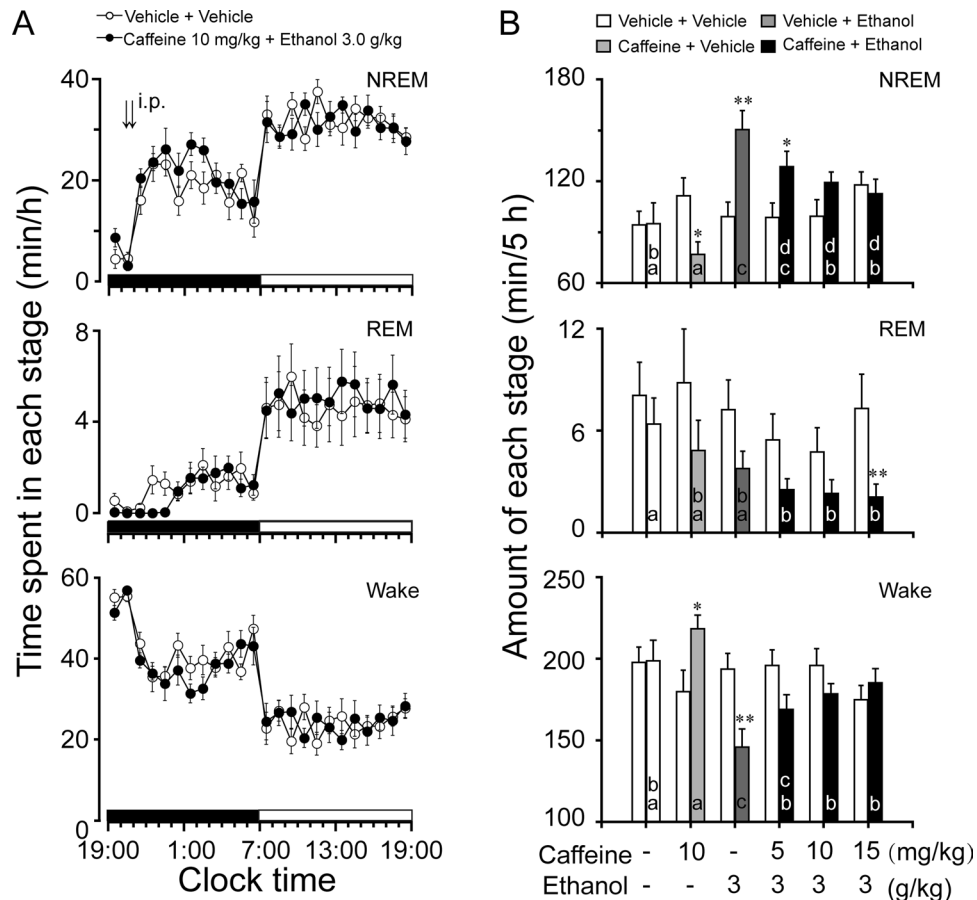 A
Vehicle + Vehicle
Caffeine 10 mg/kg + Ethanol 3.0 g/kg
Time spent in each stage (min/h)
NREM
i.p.
40
20
0
REM
8
4
0
Wake
60
40
20
0
19:00 1:00 7:00 13:00 19:00
Clock time
B
Vehicle + Vehicle Vehicle + Ethanol
Caffeine + Vehicle Caffeine + Ethanol
Amount of each stage (min/5 h)
NREM
180
120
60
** * *
b d d d
a a c c b b
REM
12
6
0
**
b b
a a a b b b
Wake
250
200
150
100
* **
b c
a a c b b b
Caffeine - 10 - 5 10 15 (mg/kg)
Ethanol - - 3 3 3 3 (g/kg)